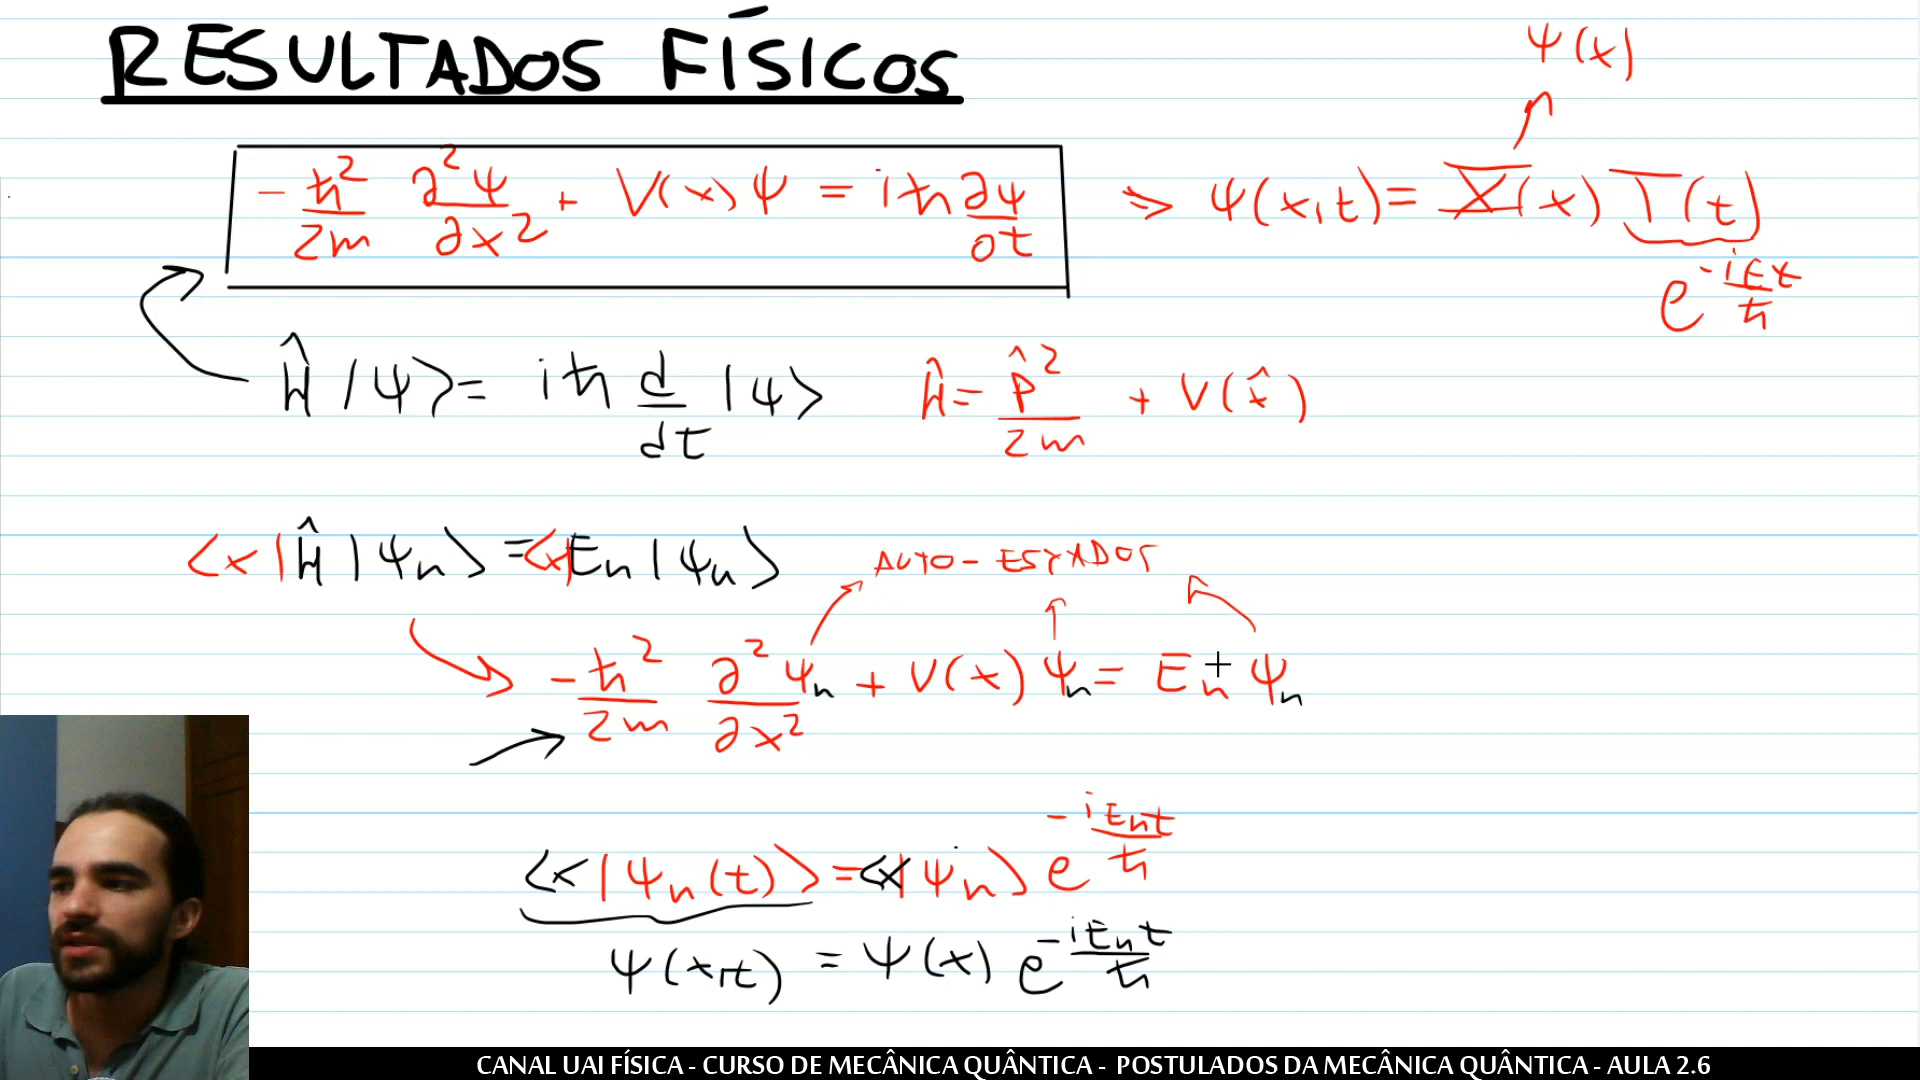 RESULTADOS FÍSICOS
Ψ(x)
-ħ²/2m ∂²Ψ/∂x² + V(x)Ψ = iħ ∂Ψ/∂t => Ψ(x,t) = X(x) T(t)
e^(-iEt/ħ)
Ĥ |Ψ> = iħ d/dt |Ψ> Ĥ = p̂²/2m + V(x̂)
<x|Ĥ|Ψn> = <x|En|Ψn>
AUTO-ESTADOS
-ħ²/2m ∂²Ψn/∂x² + V(x)Ψn = En Ψn
<x|Ψn(t)> = <x|Ψn> e^(-iEnt/ħ)
Ψ(x,t) = Ψ(x) e^(-iEnt/ħ)
CANAL UAI FÍSICA - CURSO DE MECÂNICA QUÂNTICA - POSTULADOS DA MECÂNICA QUÂNTICA - AULA 2.6